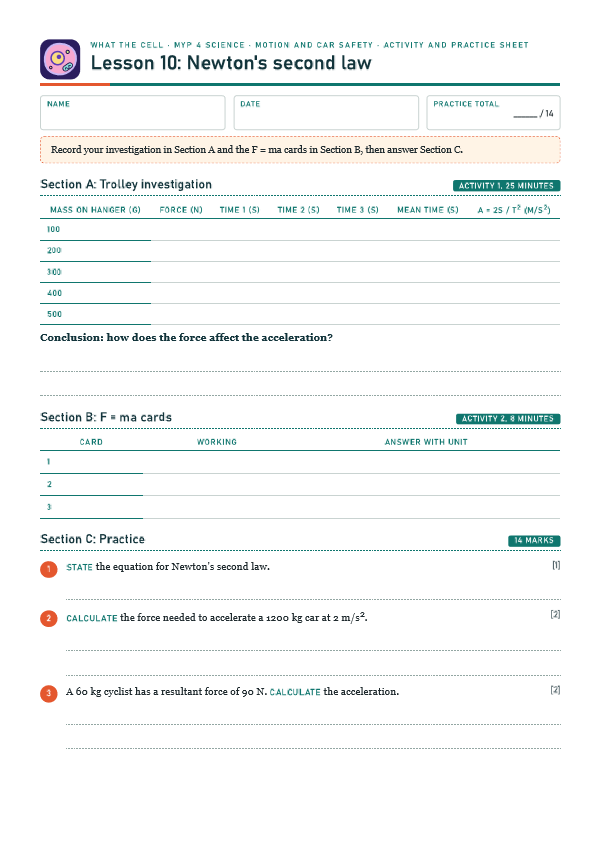 WHAT THE CELL · MYP 4 SCIENCE · MOTION AND CAR SAFETY · ACTIVITY AND PRACTICE SHEET
Lesson 10: Newton's second law
NAME
DATE
PRACTICE TOTAL
_____ / 14
Record your investigation in Section A and the F = ma cards in Section B, then answer Section C.
Section A: Trolley investigation
ACTIVITY 1, 25 MINUTES
MASS ON HANGER (G) FORCE (N) TIME 1 (S) TIME 2 (S) TIME 3 (S) MEAN TIME (S) A = 2S / T² (M/S²)
100
200
300
400
500
Conclusion: how does the force affect the acceleration?
Section B: F = ma cards
ACTIVITY 2, 8 MINUTES
CARD WORKING ANSWER WITH UNIT
1
2
3
Section C: Practice
14 MARKS
1 STATE the equation for Newton's second law. [1]
2 CALCULATE the force needed to accelerate a 1200 kg car at 2 m/s². [2]
3 A 60 kg cyclist has a resultant force of 90 N. CALCULATE the acceleration. [2]